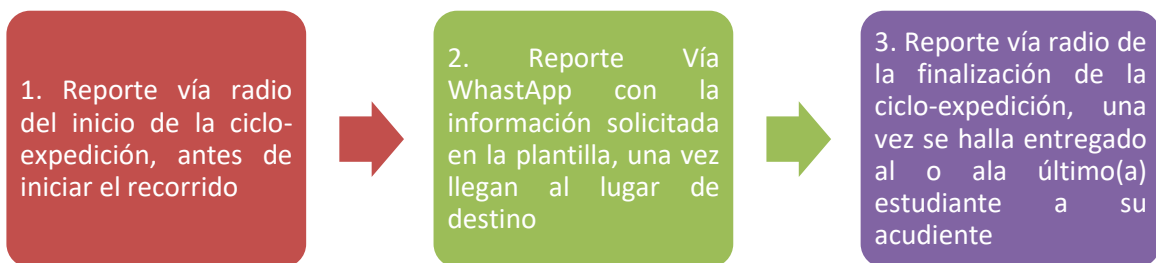 1. Reporte vía radio
del inicio de la ciclo-
expedición, antes de
iniciar el recorrido
2. Reporte Vía
WhastApp con la
información solicitada
en la plantilla, una vez
llegan al lugar de
destino
3. Reporte vía radio de
la finalización de la
ciclo-expedición, una
vez se halla entregado
al o ala último(a)
estudiante a su
acudiente